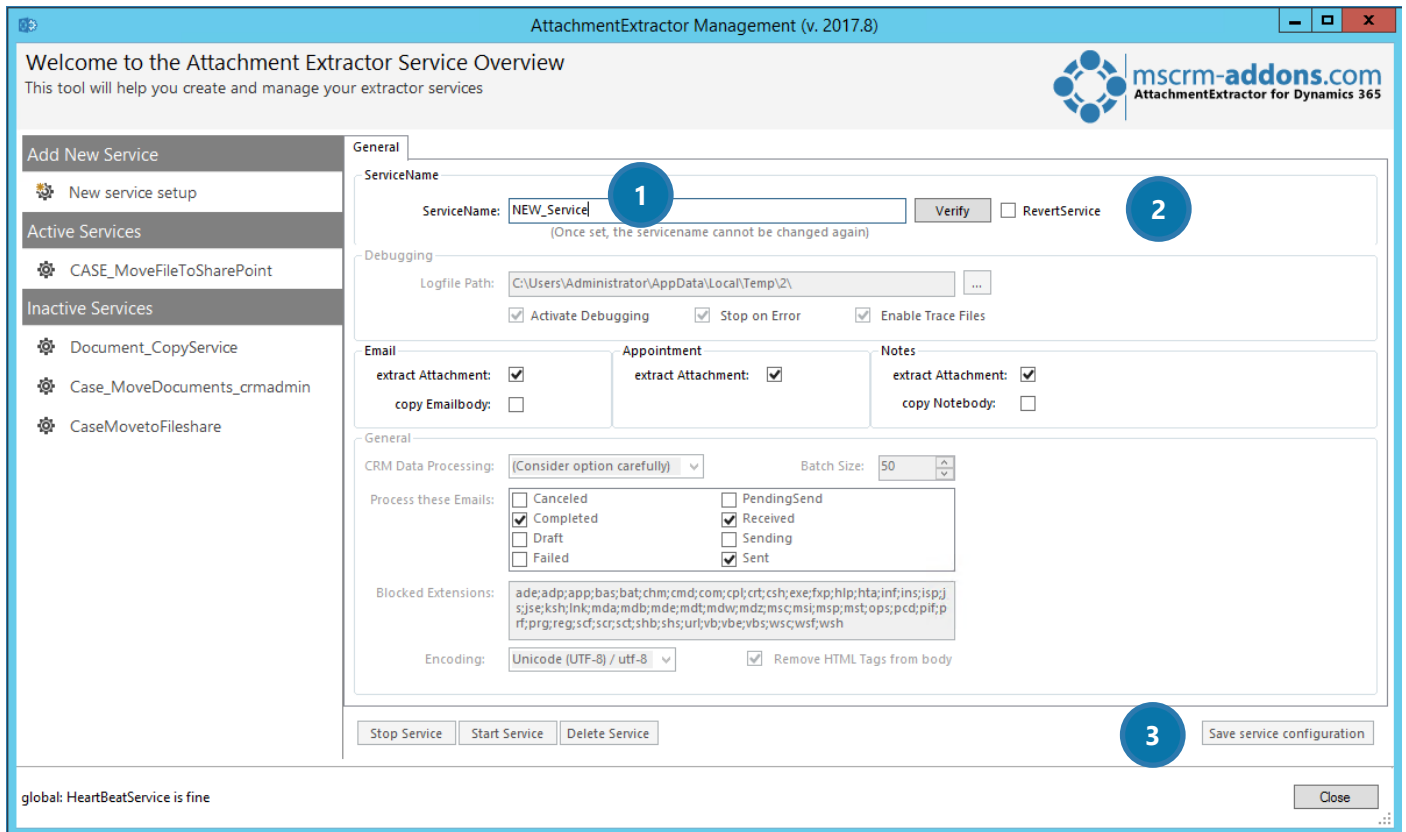 AttachmentExtractor Management (v. 2017.8)
Welcome to the Attachment Extractor Service Overview
This tool will help you create and manage your extractor services
mscrm-addons.com
AttachmentExtractor for Dynamics 365
Add New Service
New service setup
Active Services
CASE_MoveFileToSharePoint
Inactive Services
Document_CopyService
Case_MoveDocuments_crmadmin
CaseMovetoFileshare
General
ServiceName
1
ServiceName: NEW_Service Verify RevertService 2
(Once set, the servicename cannot be changed again)
Debugging
Logfile Path: C:\Users\Administrator\AppData\Local\Temp\2\ ...
Activate Debugging Stop on Error Enable Trace Files
Email Appointment Notes
extract Attachment: extract Attachment: extract Attachment:
copy Emailbody: copy Notebody:
General
CRM Data Processing: (Consider option carefully) Batch Size: 50
Process these Emails: Canceled PendingSend
Completed Received
Draft Sending
Failed Sent
Blocked Extensions: ade;adp;app;bas;bat;chm;cmd;com;cpl;crt;csh;exe;fxp;hlp;hta;inf;ins;isp;j
s;jse;ksh;lnk;mda;mdb;mde;mdt;mdw;mdz;msc;msi;msp;mst;ops;pcd;pif;p
rf;prg;reg;scf;scr;sct;shb;shs;url;vb;vbe;vbs;wsc;wsf;wsh
Encoding: Unicode (UTF-8) / utf-8 Remove HTML Tags from body
Stop Service Start Service Delete Service 3 Save service configuration
global: HeartBeatService is fine Close